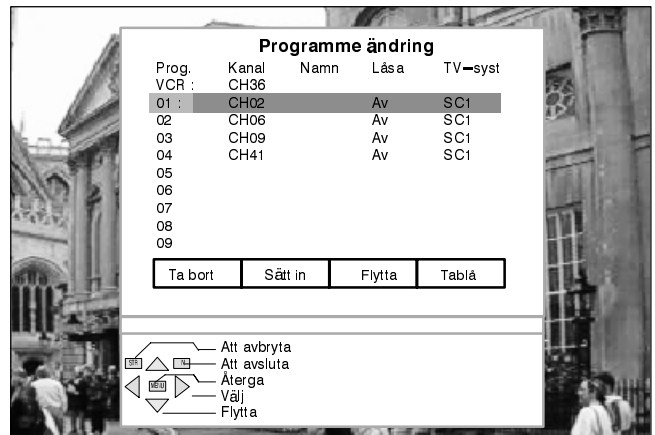 Programme ändring
Prog. Kanal Namn Låsa TV–syst
VCR : CH36
01 : CH02 Av SC1
02 CH06 Av SC1
03 CH09 Av SC1
04 CH41 Av SC1
05
06
07
08
09
Ta bort Sätt in Flytta Tablå
Att avbryta
STR N Att avsluta
MENU Återga
Välj
Flytta